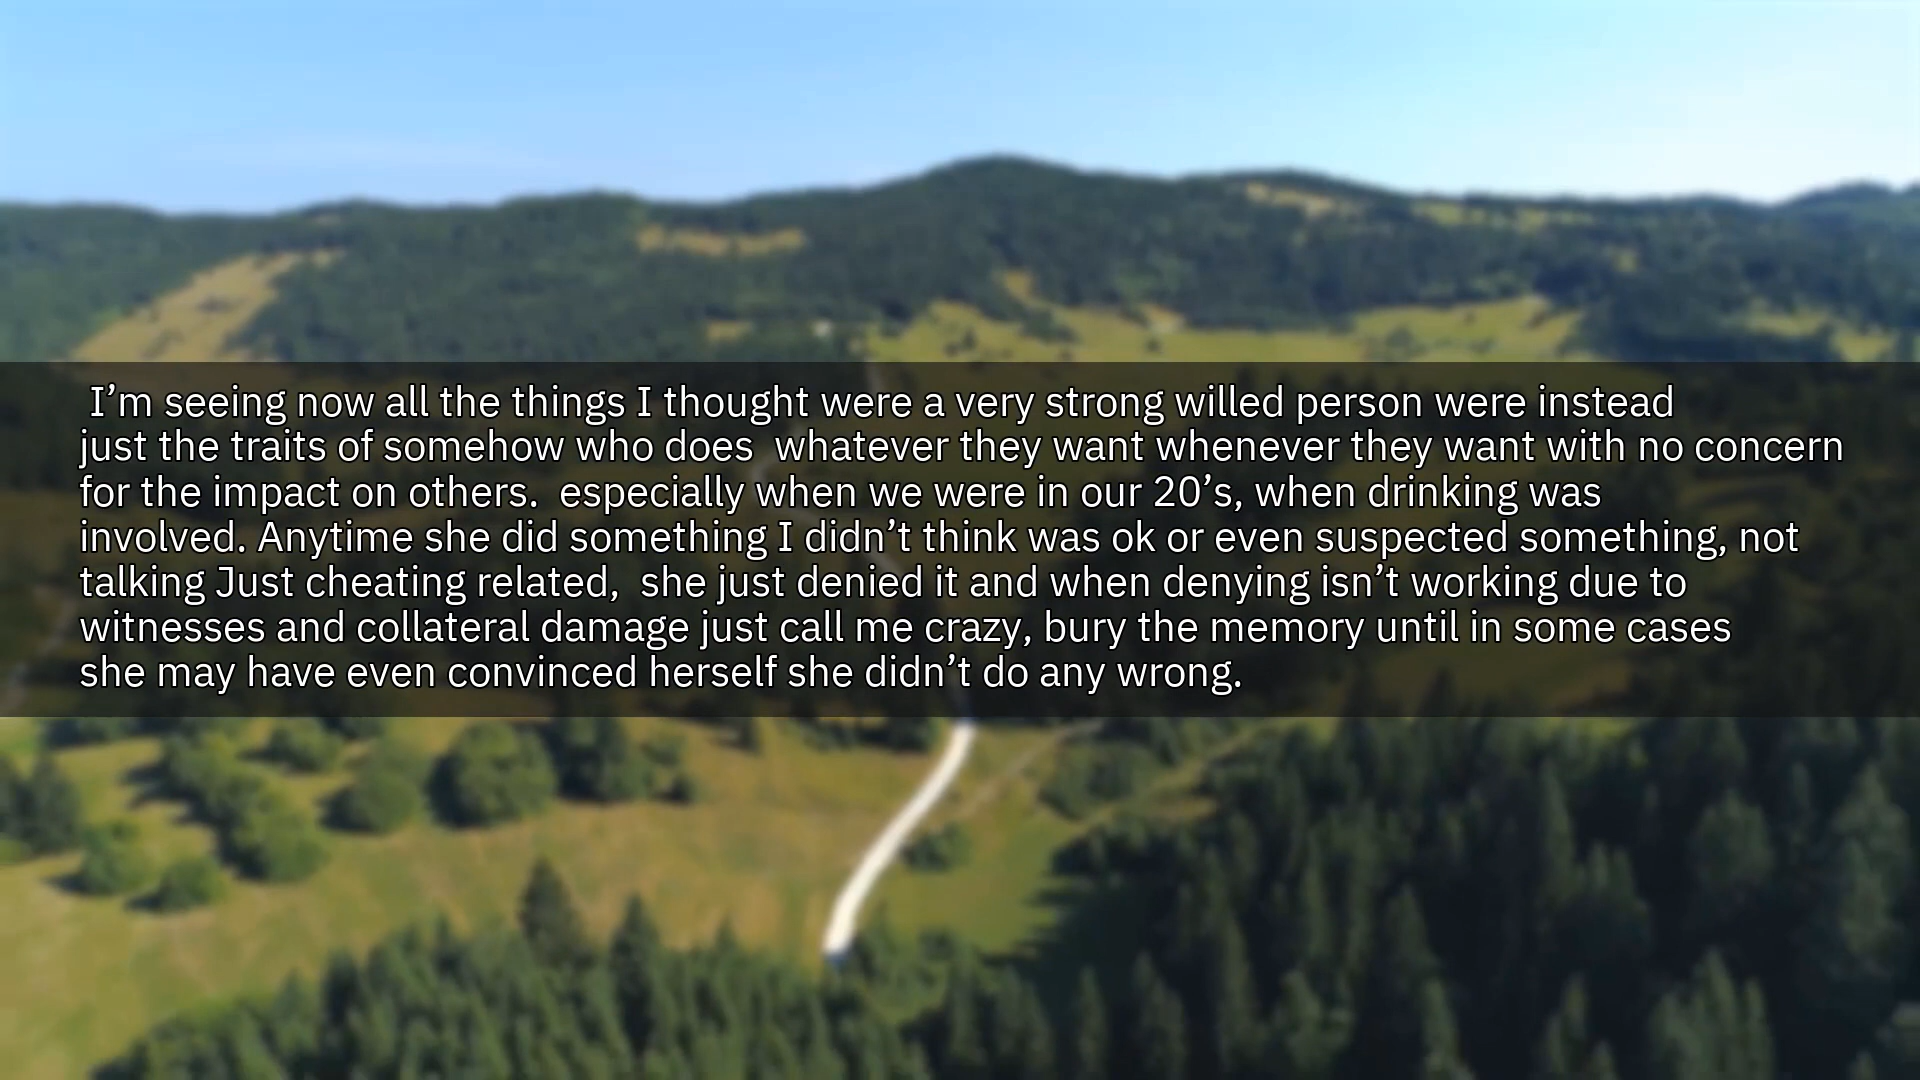 I’m seeing now all the things I thought were a very strong willed person were instead
just the traits of somehow who does  whatever they want whenever they want with no concern
for the impact on others.  especially when we were in our 20’s, when drinking was
involved. Anytime she did something I didn’t think was ok or even suspected something, not
talking Just cheating related,  she just denied it and when denying isn’t working due to
witnesses and collateral damage just call me crazy, bury the memory until in some cases
she may have even convinced herself she didn’t do any wrong.